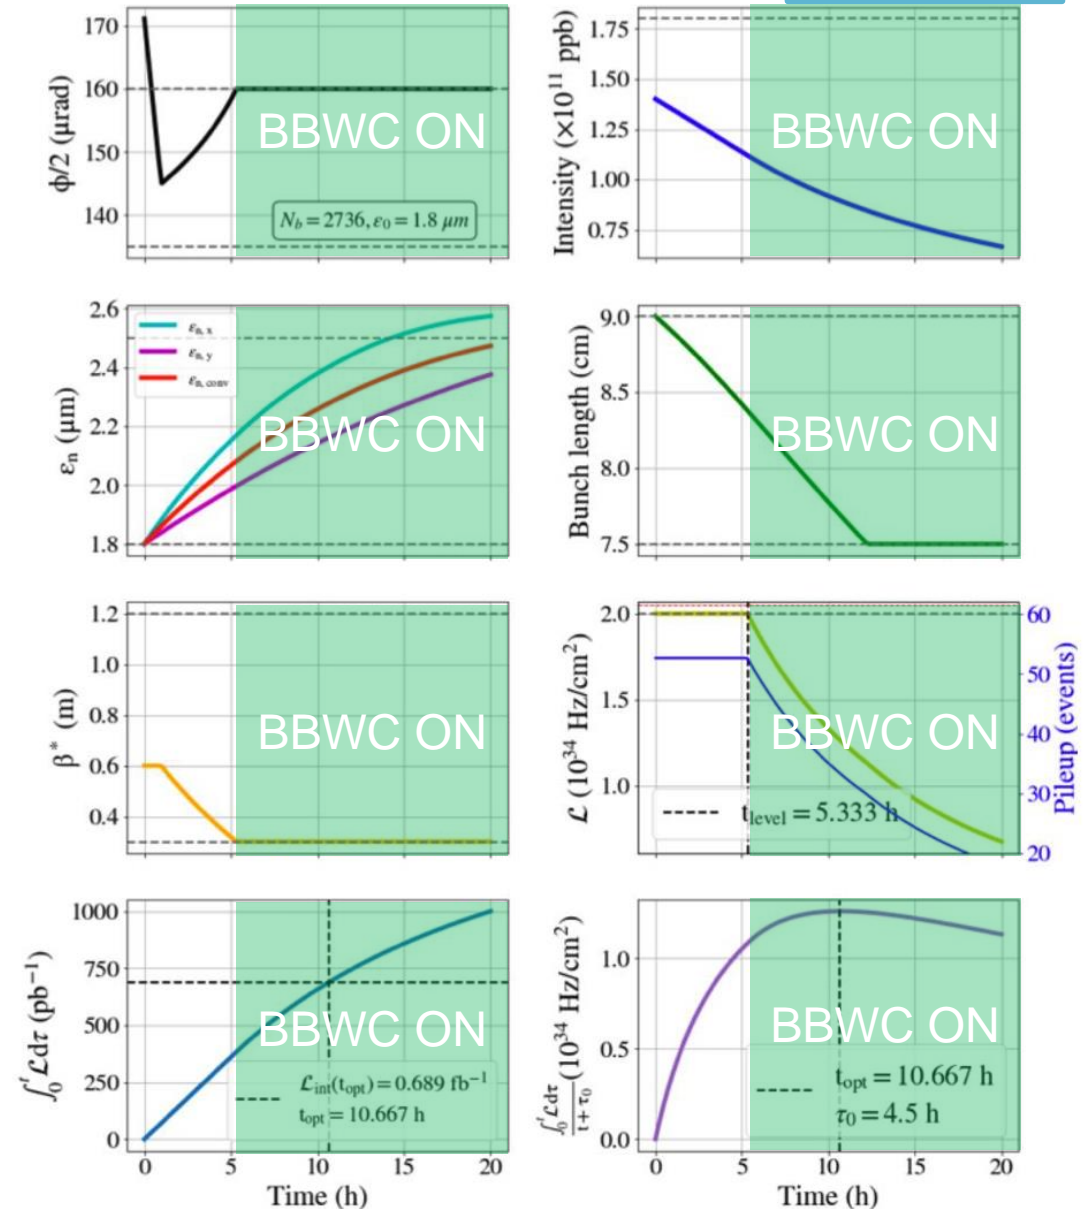 170
160
150
140
ϕ/2 (μrad)
BBWC ON
N_b = 2736, ε_0 = 1.8 μm
1.75
1.50
1.25
1.00
0.75
Intensity (×10^11 ppb)
BBWC ON
2.6
2.4
2.2
2.0
1.8
ε_n (μm)
ε_n, x
ε_n, y
ε_n, conv
BBWC ON
9.0
8.5
8.0
7.5
Bunch length (cm)
BBWC ON
1.2
1.0
0.8
0.6
0.4
β* (m)
BBWC ON
2.0
1.5
1.0
ℒ (10^34 Hz/cm^2)
BBWC ON
t_level = 5.333 h
60
50
40
30
20
Pileup (events)
1000
750
500
250
0
∫_0^t ℒdτ (pb^−1)
BBWC ON
ℒ_int(t_opt) = 0.689 fb^−1
t_opt = 10.667 h
0 5 10 15 20
Time (h)
1.0
0.5
0.0
∫_0^t ℒdτ / t + τ_0 (10^34 Hz/cm^2)
BBWC ON
t_opt = 10.667 h
τ_0 = 4.5 h
0 5 10 15 20
Time (h)